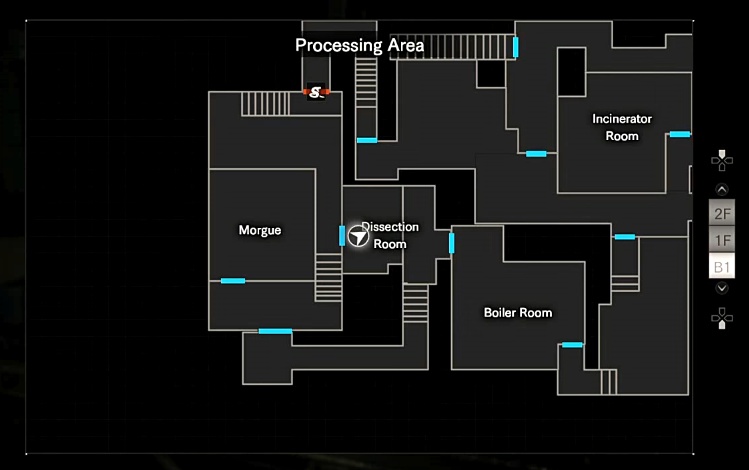 Processing Area
Incinerator
Room
Morgue
Dissection
Room
Boiler Room
2F
1F
B1